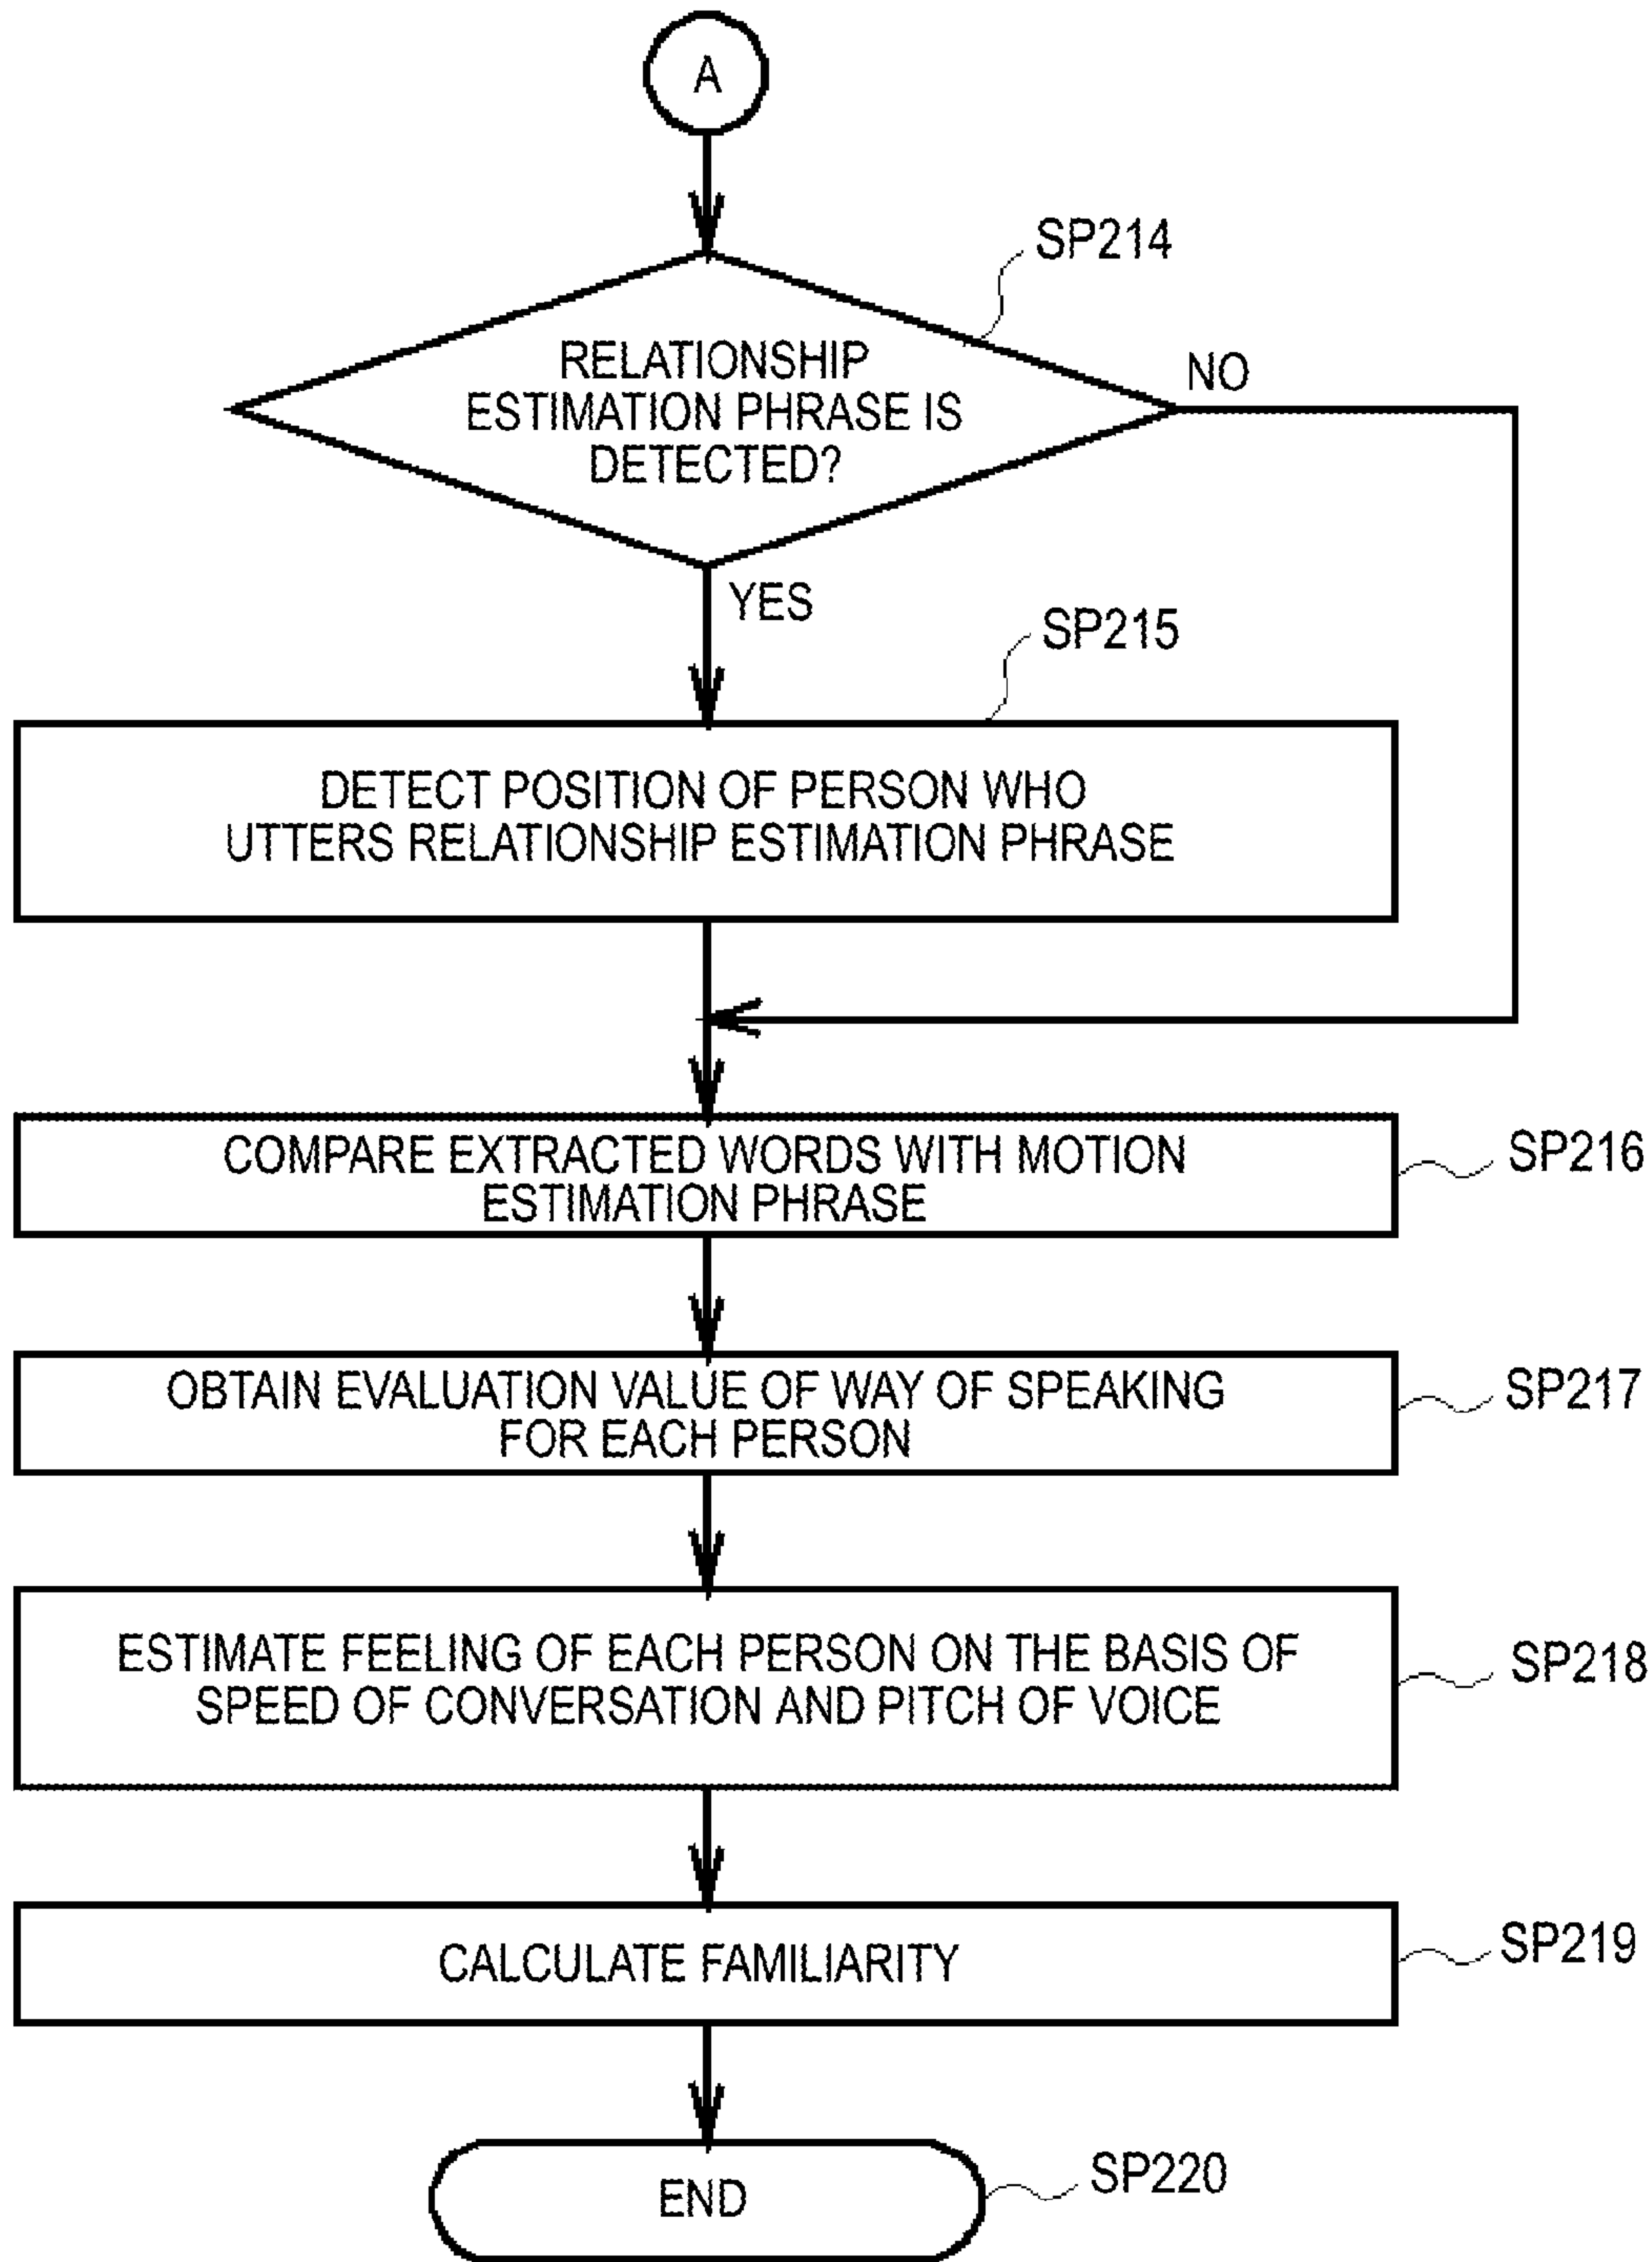 A
SP214
RELATIONSHIP
ESTIMATION PHRASE IS
DETECTED?
NO
YES
SP215
DETECT POSITION OF PERSON WHO
UTTERS RELATIONSHIP ESTIMATION PHRASE
COMPARE EXTRACTED WORDS WITH MOTION
ESTIMATION PHRASE
SP216
OBTAIN EVALUATION VALUE OF WAY OF SPEAKING
FOR EACH PERSON
SP217
ESTIMATE FEELING OF EACH PERSON ON THE BASIS OF
SPEED OF CONVERSATION AND PITCH OF VOICE
SP218
CALCULATE FAMILIARITY
SP219
END
SP220